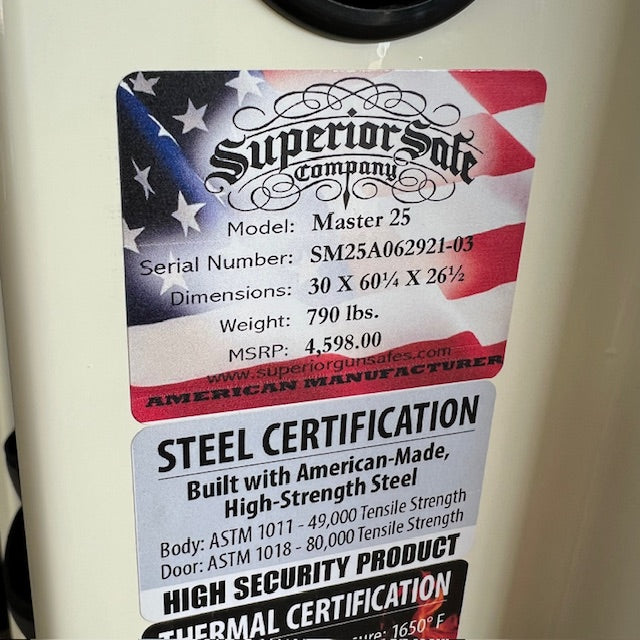 Superior Safe
Company
Model: Master 25
Serial Number: SM25A062921-03
Dimensions: 30 X 60¼ X 26½
Weight: 790 lbs.
MSRP: 4,598.00
www.superiorgunsafes.com
AMERICAN MANUFACTURER
STEEL CERTIFICATION
Built with American-Made,
High-Strength Steel
Body: ASTM 1011 - 49,000 Tensile Strength
Door: ASTM 1018 - 80,000 Tensile Strength
HIGH SECURITY PRODUCT
THERMAL CERTIFICATION
1650° F